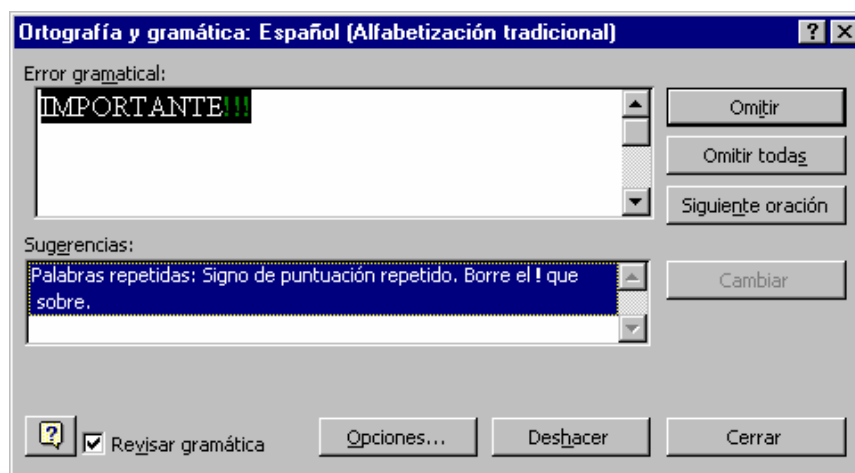 Ortografía y gramática: Español (Alfabetización tradicional)
Error gramatical:
IMPORTANTE!!!
Omitir
Omitir todas
Siguiente oración
Sugerencias:
Palabras repetidas: Signo de puntuación repetido. Borre el ! que
sobre.
Cambiar
Revisar gramática
Opciones...
Deshacer
Cerrar